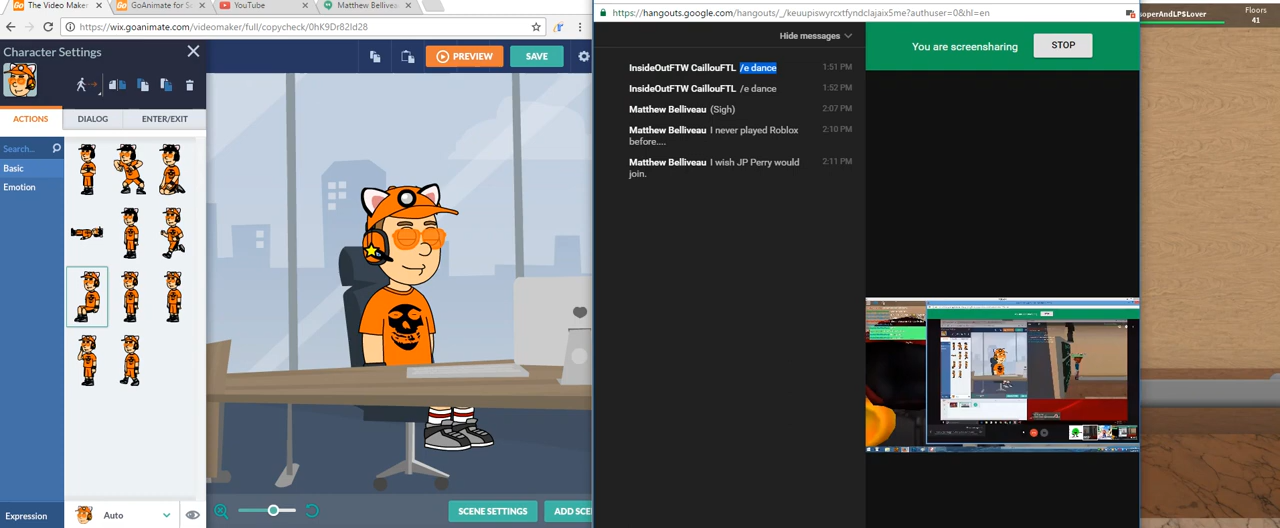 The Video Maker
GoAnimate for S
YouTube
Matthew Belliveau
https://wix.goanimate.com/videomaker/full/copycheck/0hK9Dr82Id28
Character Settings
PREVIEW
SAVE
ACTIONS
DIALOG
ENTER/EXIT
Search...
Basic
Emotion
Expression
Auto
SCENE SETTINGS
ADD SCE
https://hangouts.google.com/hangouts/_/keuupiswyrcxtfyndclajaix5me?authuser=0&hl=en
Hide messages
InsideOutFTW CaillouFTL /e dance 1:51 PM
InsideOutFTW CaillouFTL /e dance 1:52 PM
Matthew Belliveau (Sigh) 2:07 PM
Matthew Belliveau I never played Roblox 2:10 PM
before....
Matthew Belliveau I wish JP Perry would 2:11 PM
join.
You are screensharing
STOP
soperAndLPSLover
Floors
41